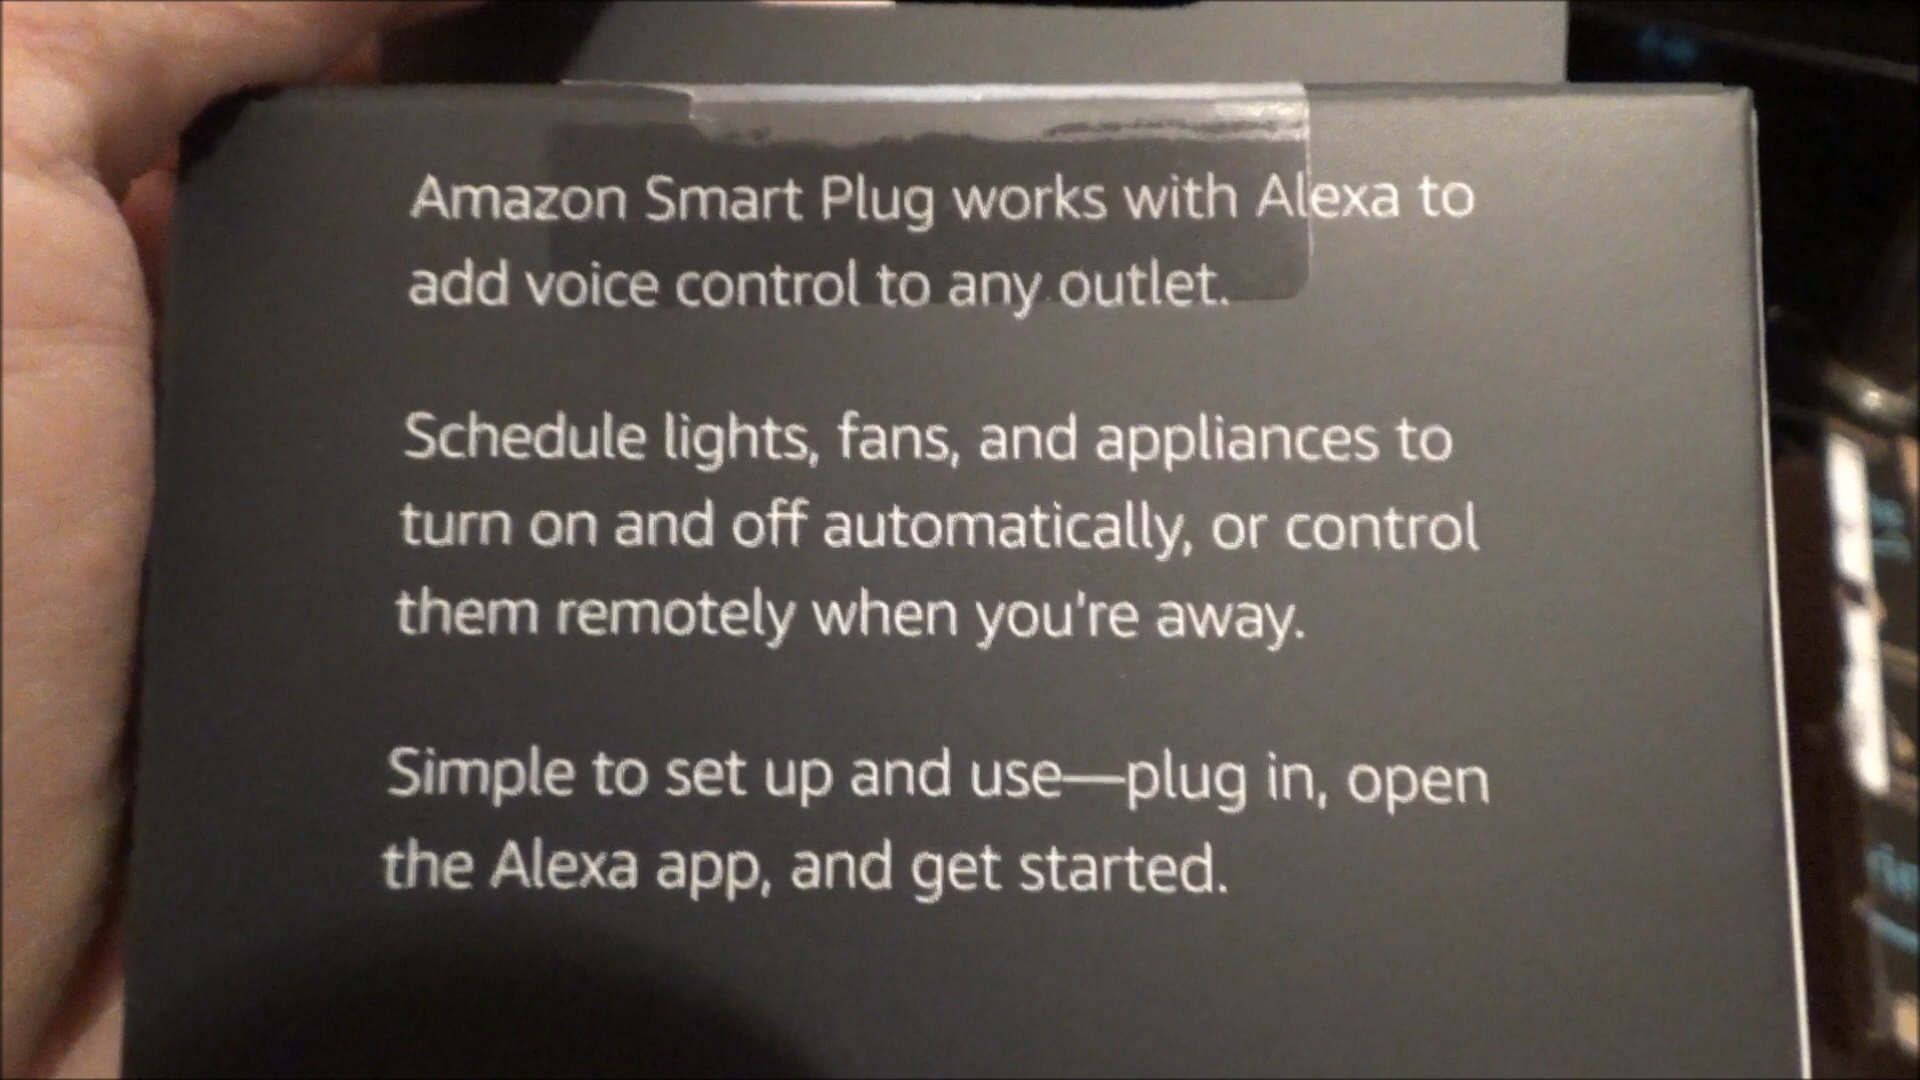 Amazon Smart Plug works with Alexa to
add voice control to any outlet.
Schedule lights, fans, and appliances to
turn on and off automatically, or control
them remotely when you're away.
Simple to set up and use—plug in, open
the Alexa app, and get started.